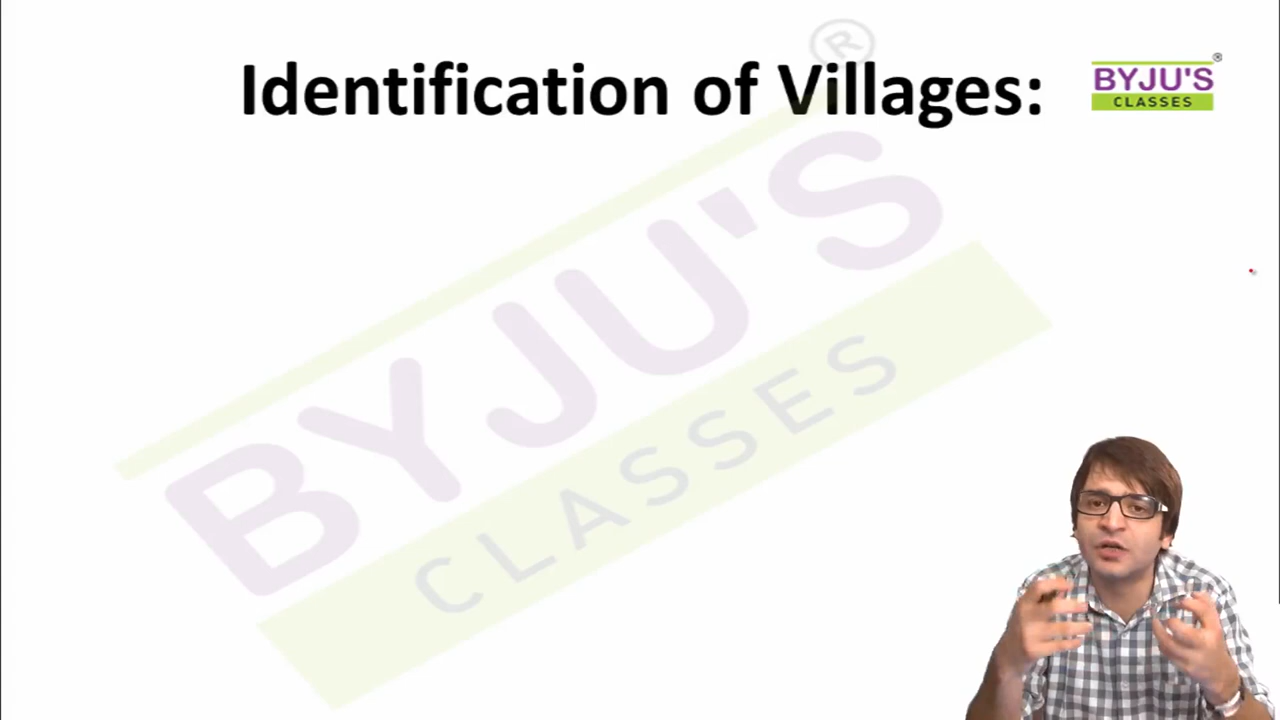 Identification of Villages:
BYJU'S
CLASSES
®
BYJU'S
CLASSES
®